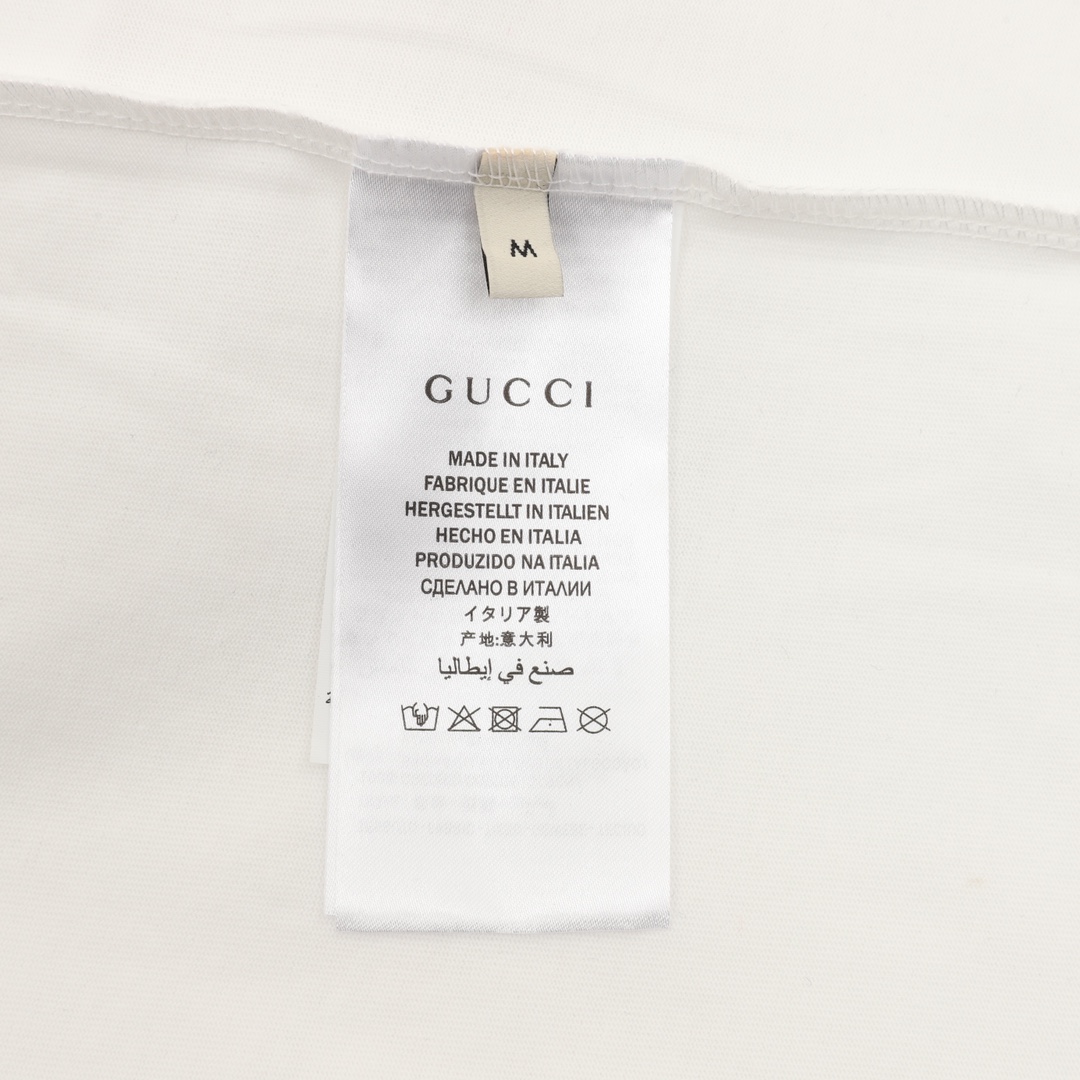 M
GUCCI
MADE IN ITALY
FABRIQUE EN ITALIE
HERGESTELLT IN ITALIEN
HECHO EN ITALIA
PRODUZIDO NA ITALIA
СДЕЛАНО В ИТАЛИИ
イタリア製
产地:意大利
صنع في إيطاليا